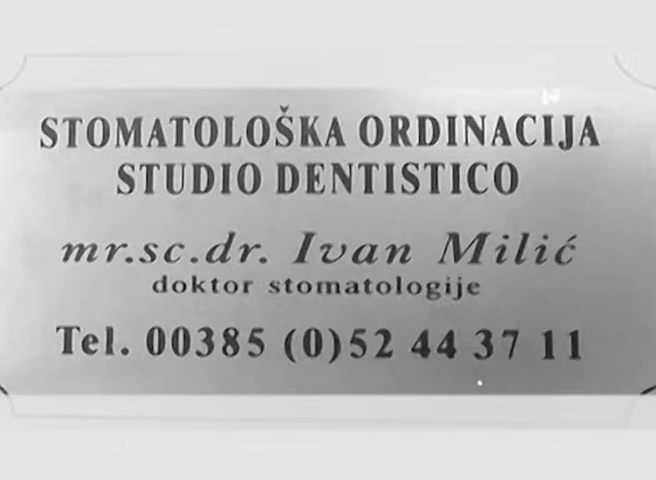 STOMATOLOŠKA ORDINACIJA
STUDIO DENTISTICO
mr.sc.dr. Ivan Milić
doktor stomatologije
Tel. 00385 (0)52 44 37 11